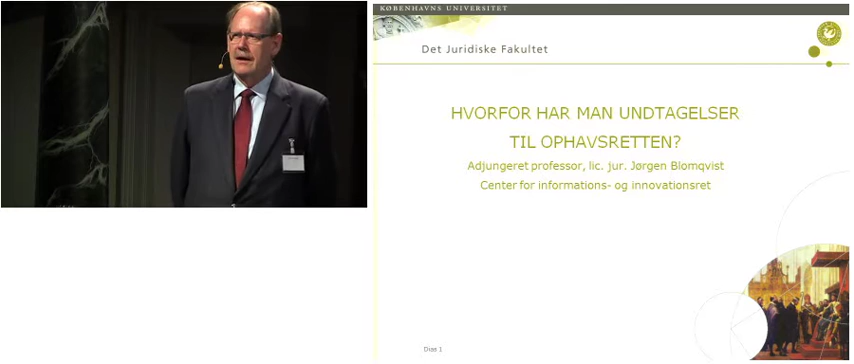 KØBENHAVNS UNIVERSITET
Det Juridiske Fakultet
HVORFOR HAR MAN UNDTAGELSER
TIL OPHAVSRETTEN?
Adjungeret professor, lic. jur. Jørgen Blomqvist
Center for informations- og innovationsret
Dias 1